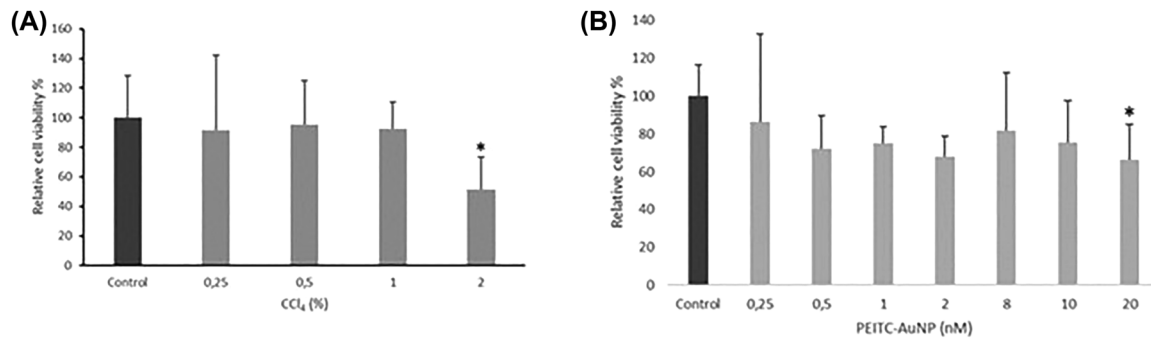 (A)
160
140
120
100
80
60
40
20
0
Relative cell viability %
*
Control 0,25 0,5 1 2
CCl₄ (%)
(B)
140
120
100
80
60
40
20
0
Relative cell viability %
*
Control 0,25 0,5 1 2 8 10 20
PEITC-AuNP (nM)